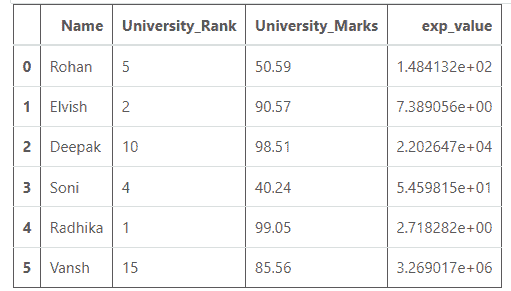 Name University_Rank University_Marks exp_value
0 Rohan 5 50.59 1.484132e+02
1 Elvish 2 90.57 7.389056e+00
2 Deepak 10 98.51 2.202647e+04
3 Soni 4 40.24 5.459815e+01
4 Radhika 1 99.05 2.718282e+00
5 Vansh 15 85.56 3.269017e+06